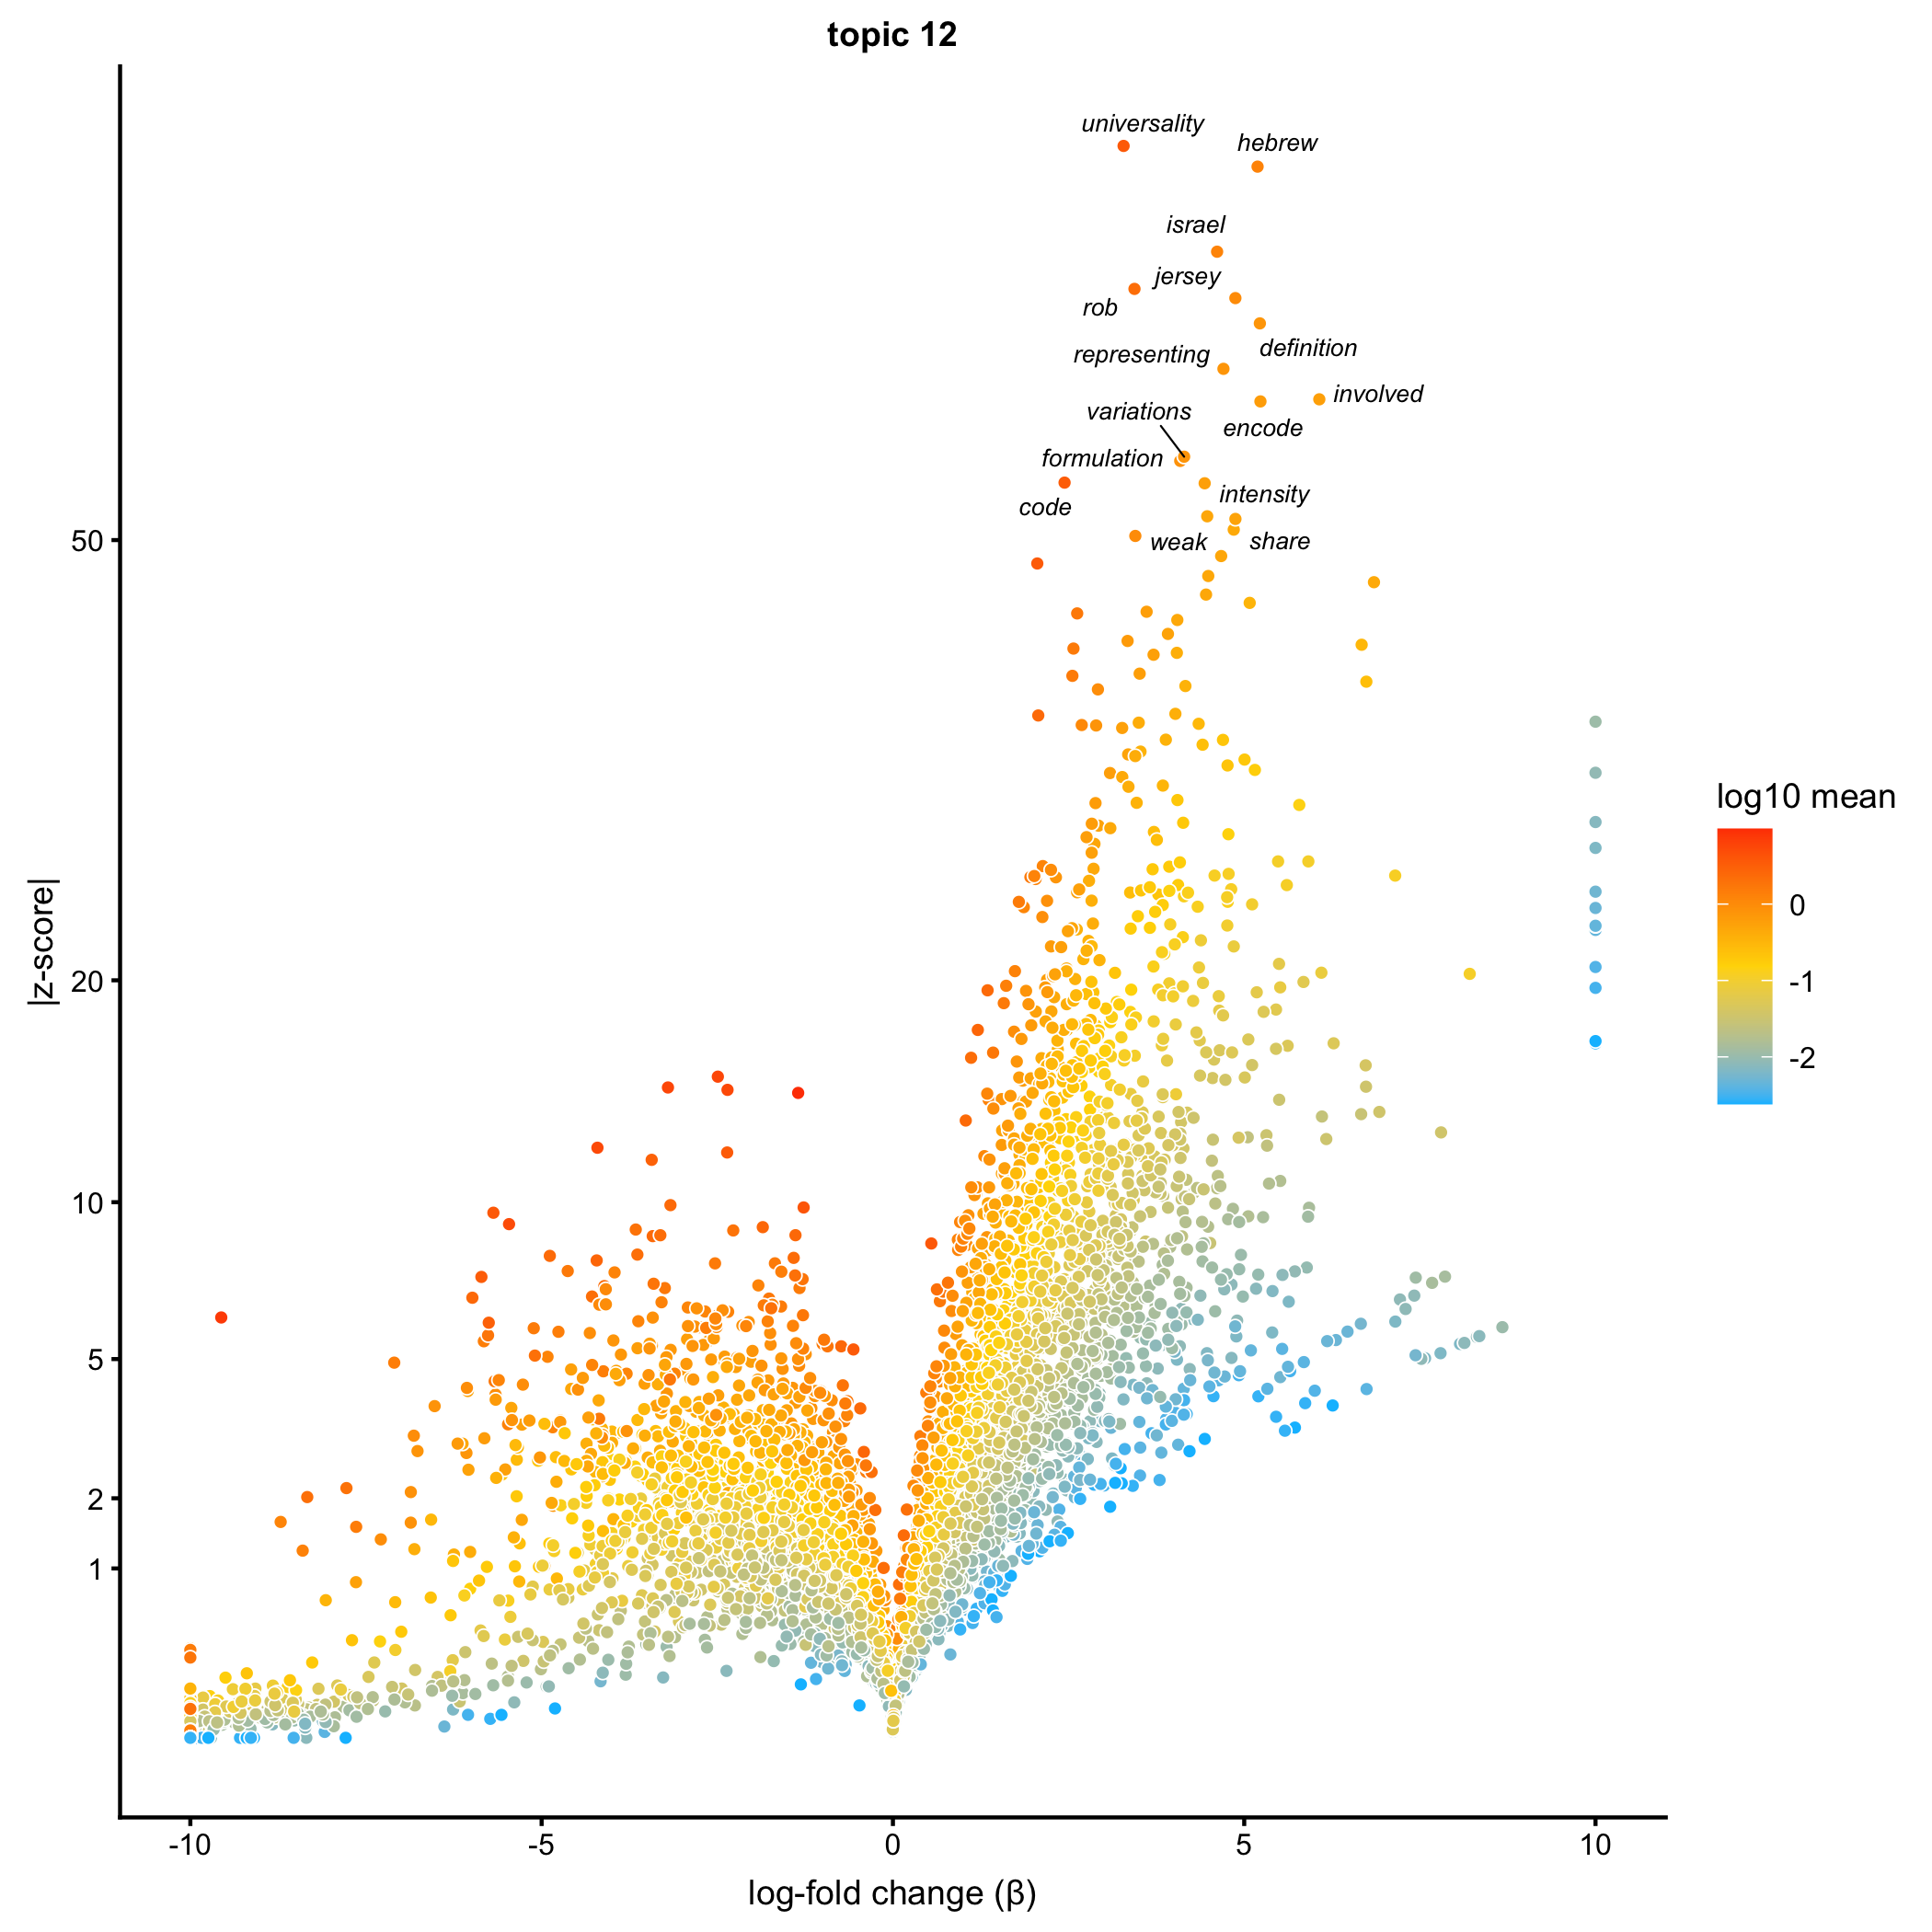 topic 12
universality
hebrew
israel
jersey
rob
definition
representing
involved
variations
encode
formulation
intensity
code
weak
share
50
20
10
5
2
1
|z-score|
-10
-5
0
5
10
log-fold change (β)
log10 mean
0
-1
-2